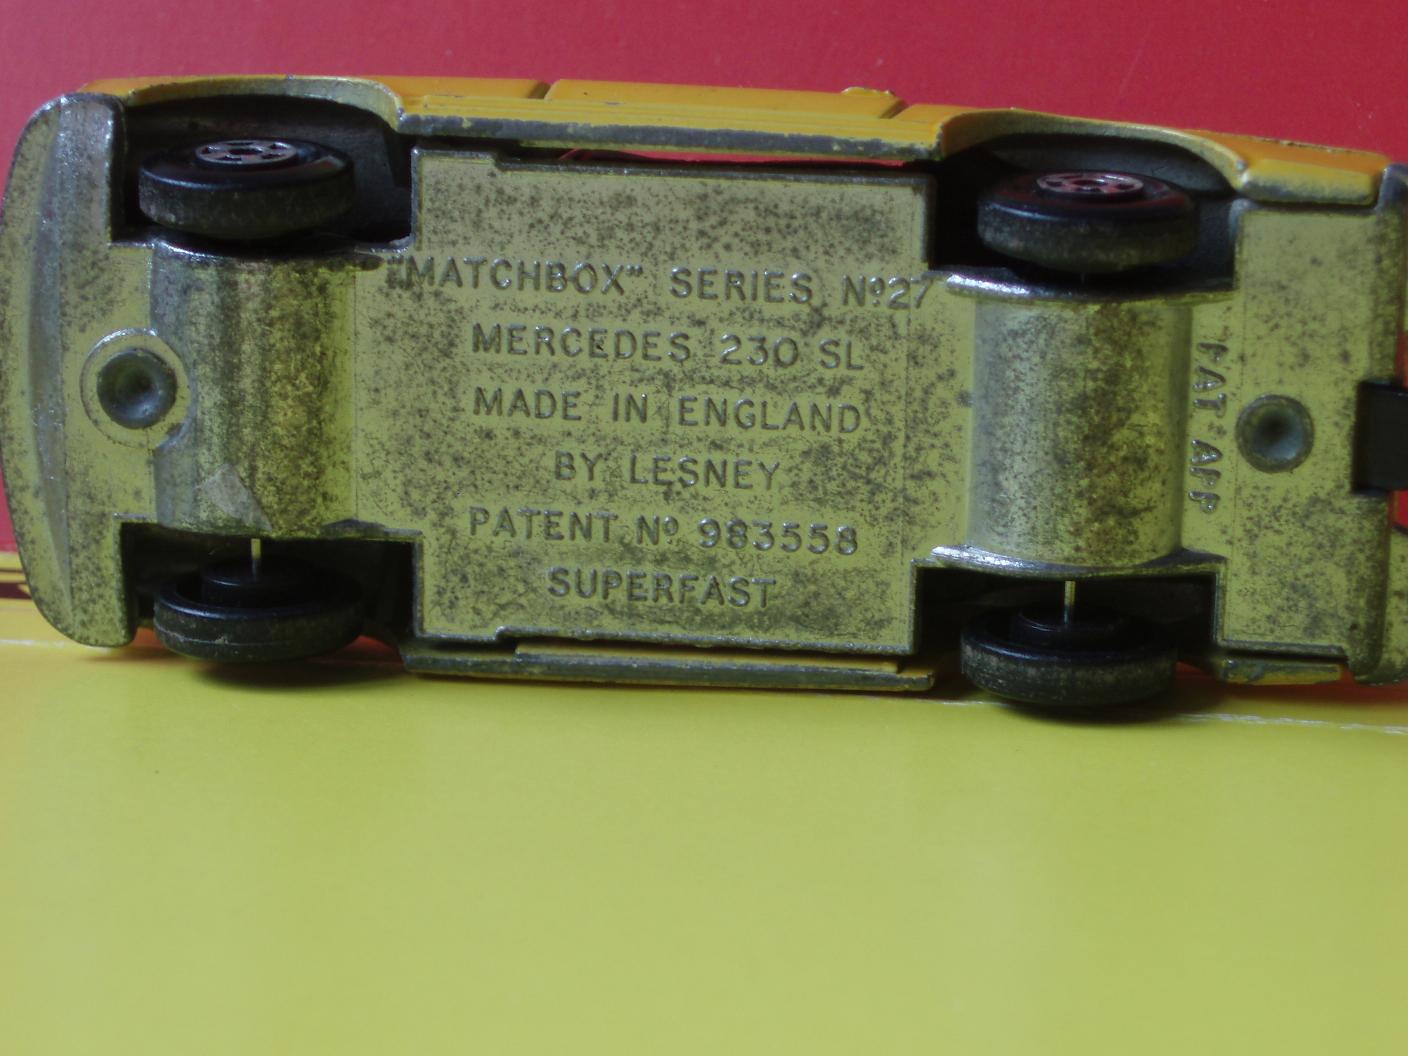 "MATCHBOX" SERIES Nº27
MERCEDES 230 SL
MADE IN ENGLAND
BY LESNEY
PATENT Nº 983558
SUPERFAST
PAT. APP